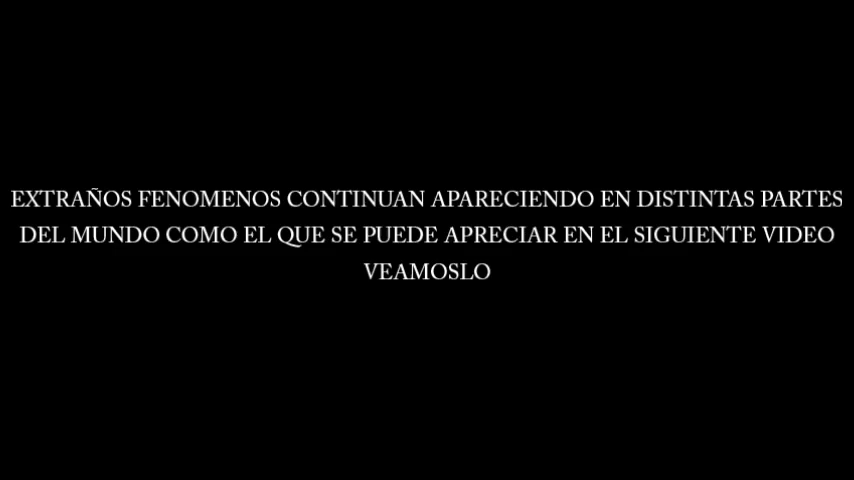 EXTRAÑOS FENOMENOS CONTINUAN APARECIENDO EN DISTINTAS PARTES
DEL MUNDO COMO EL QUE SE PUEDE APRECIAR EN EL SIGUIENTE VIDEO
VEAMOSLO